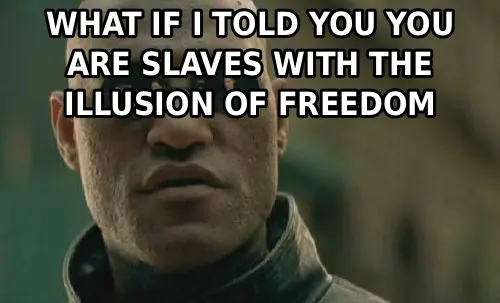 WHAT IF I TOLD YOU YOU
ARE SLAVES WITH THE
ILLUSION OF FREEDOM